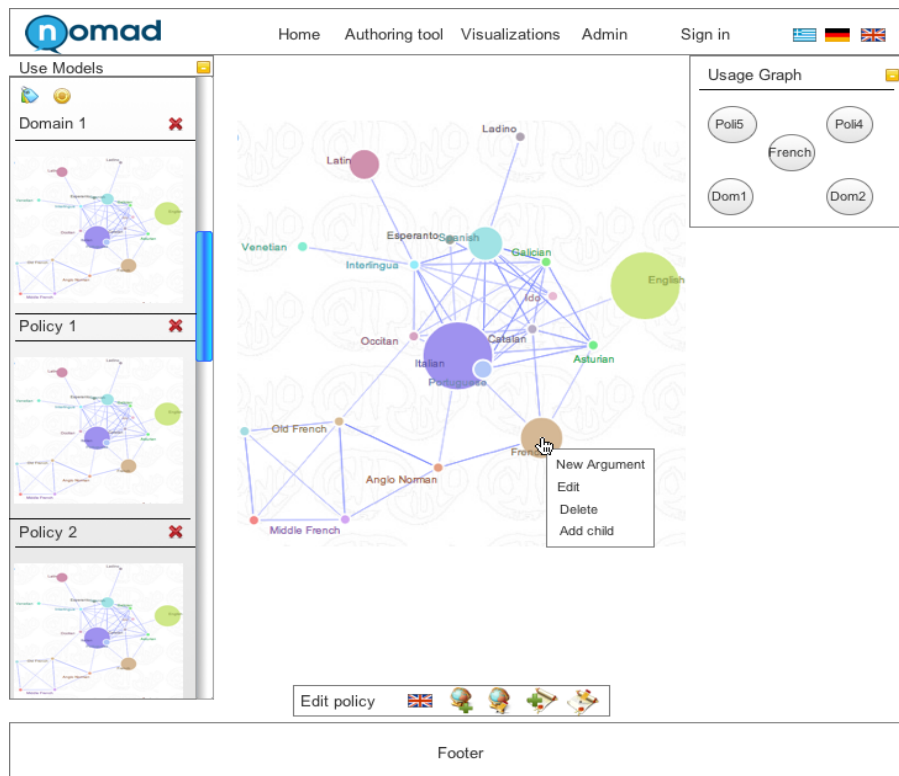 nomad
Home Authoring tool Visualizations Admin Sign in
Use Models
Usage Graph
Domain 1
Poli5
Poli4
French
Dom1
Dom2
Ladino
Latin
Esperanto
Spanish
Venetian
Galician
Interlingua
English
Ido
Occitan
Catalan
Italian
Asturian
Portuguese
Policy 1
Old French
Anglo Norman
Middle French
New Argument
Edit
Delete
Add child
Policy 2
Edit policy
Footer